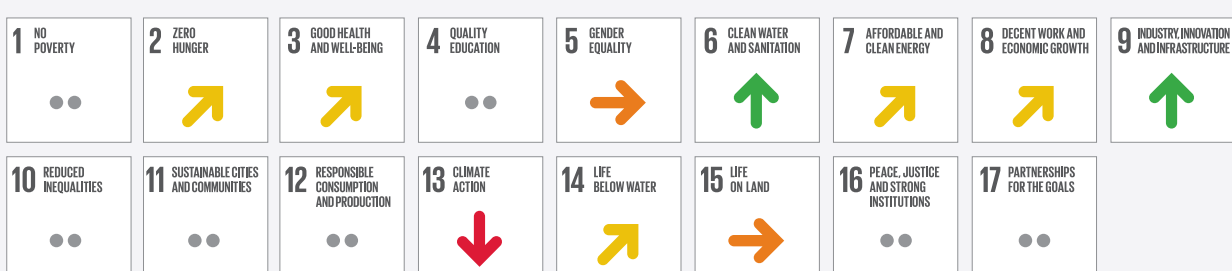 1 NO
POVERTY
2 ZERO
HUNGER
3 GOOD HEALTH
AND WELL-BEING
4 QUALITY
EDUCATION
5 GENDER
EQUALITY
6 CLEAN WATER
AND SANITATION
7 AFFORDABLE AND
CLEAN ENERGY
8 DECENT WORK AND
ECONOMIC GROWTH
9 INDUSTRY, INNOVATION
AND INFRASTRUCTURE
10 REDUCED
INEQUALITIES
11 SUSTAINABLE CITIES
AND COMMUNITIES
12 RESPONSIBLE
CONSUMPTION
AND PRODUCTION
13 CLIMATE
ACTION
14 LIFE
BELOW WATER
15 LIFE
ON LAND
16 PEACE, JUSTICE
AND STRONG
INSTITUTIONS
17 PARTNERSHIPS
FOR THE GOALS